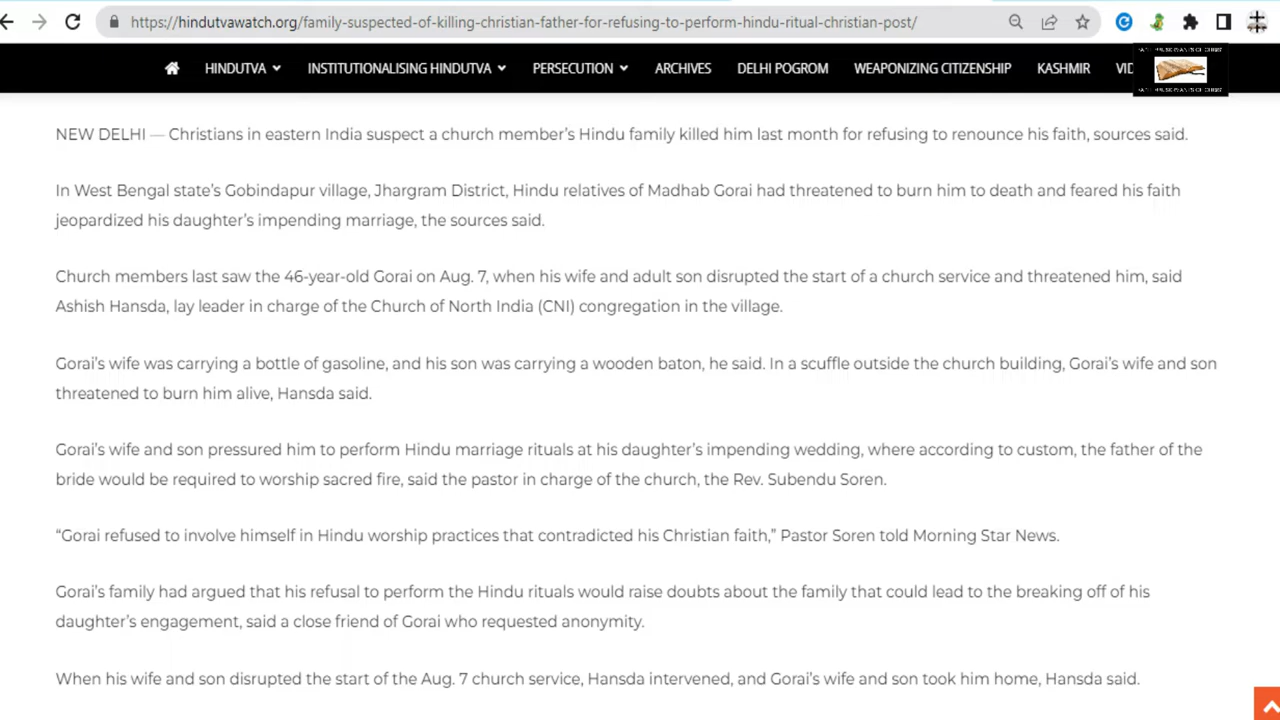 https://hindutvawatch.org/family-suspected-of-killing-christian-father-for-refusing-to-perform-hindu-ritual-christian-post/
HINDUTVA INSTITUTIONALISING HINDUTVA PERSECUTION ARCHIVES DELHI POGROM WEAPONIZING CITIZENSHIP KASHMIR VID
NEW DELHI — Christians in eastern India suspect a church member’s Hindu family killed him last month for refusing to renounce his faith, sources said.
In West Bengal state’s Gobindapur village, Jhargram District, Hindu relatives of Madhab Gorai had threatened to burn him to death and feared his faith
jeopardized his daughter’s impending marriage, the sources said.
Church members last saw the 46-year-old Gorai on Aug. 7, when his wife and adult son disrupted the start of a church service and threatened him, said
Ashish Hansda, lay leader in charge of the Church of North India (CNI) congregation in the village.
Gorai’s wife was carrying a bottle of gasoline, and his son was carrying a wooden baton, he said. In a scuffle outside the church building, Gorai’s wife and son
threatened to burn him alive, Hansda said.
Gorai’s wife and son pressured him to perform Hindu marriage rituals at his daughter’s impending wedding, where according to custom, the father of the
bride would be required to worship sacred fire, said the pastor in charge of the church, the Rev. Subendu Soren.
“Gorai refused to involve himself in Hindu worship practices that contradicted his Christian faith,” Pastor Soren told Morning Star News.
Gorai’s family had argued that his refusal to perform the Hindu rituals would raise doubts about the family that could lead to the breaking off of his
daughter’s engagement, said a close friend of Gorai who requested anonymity.
When his wife and son disrupted the start of the Aug. 7 church service, Hansda intervened, and Gorai’s wife and son took him home, Hansda said.